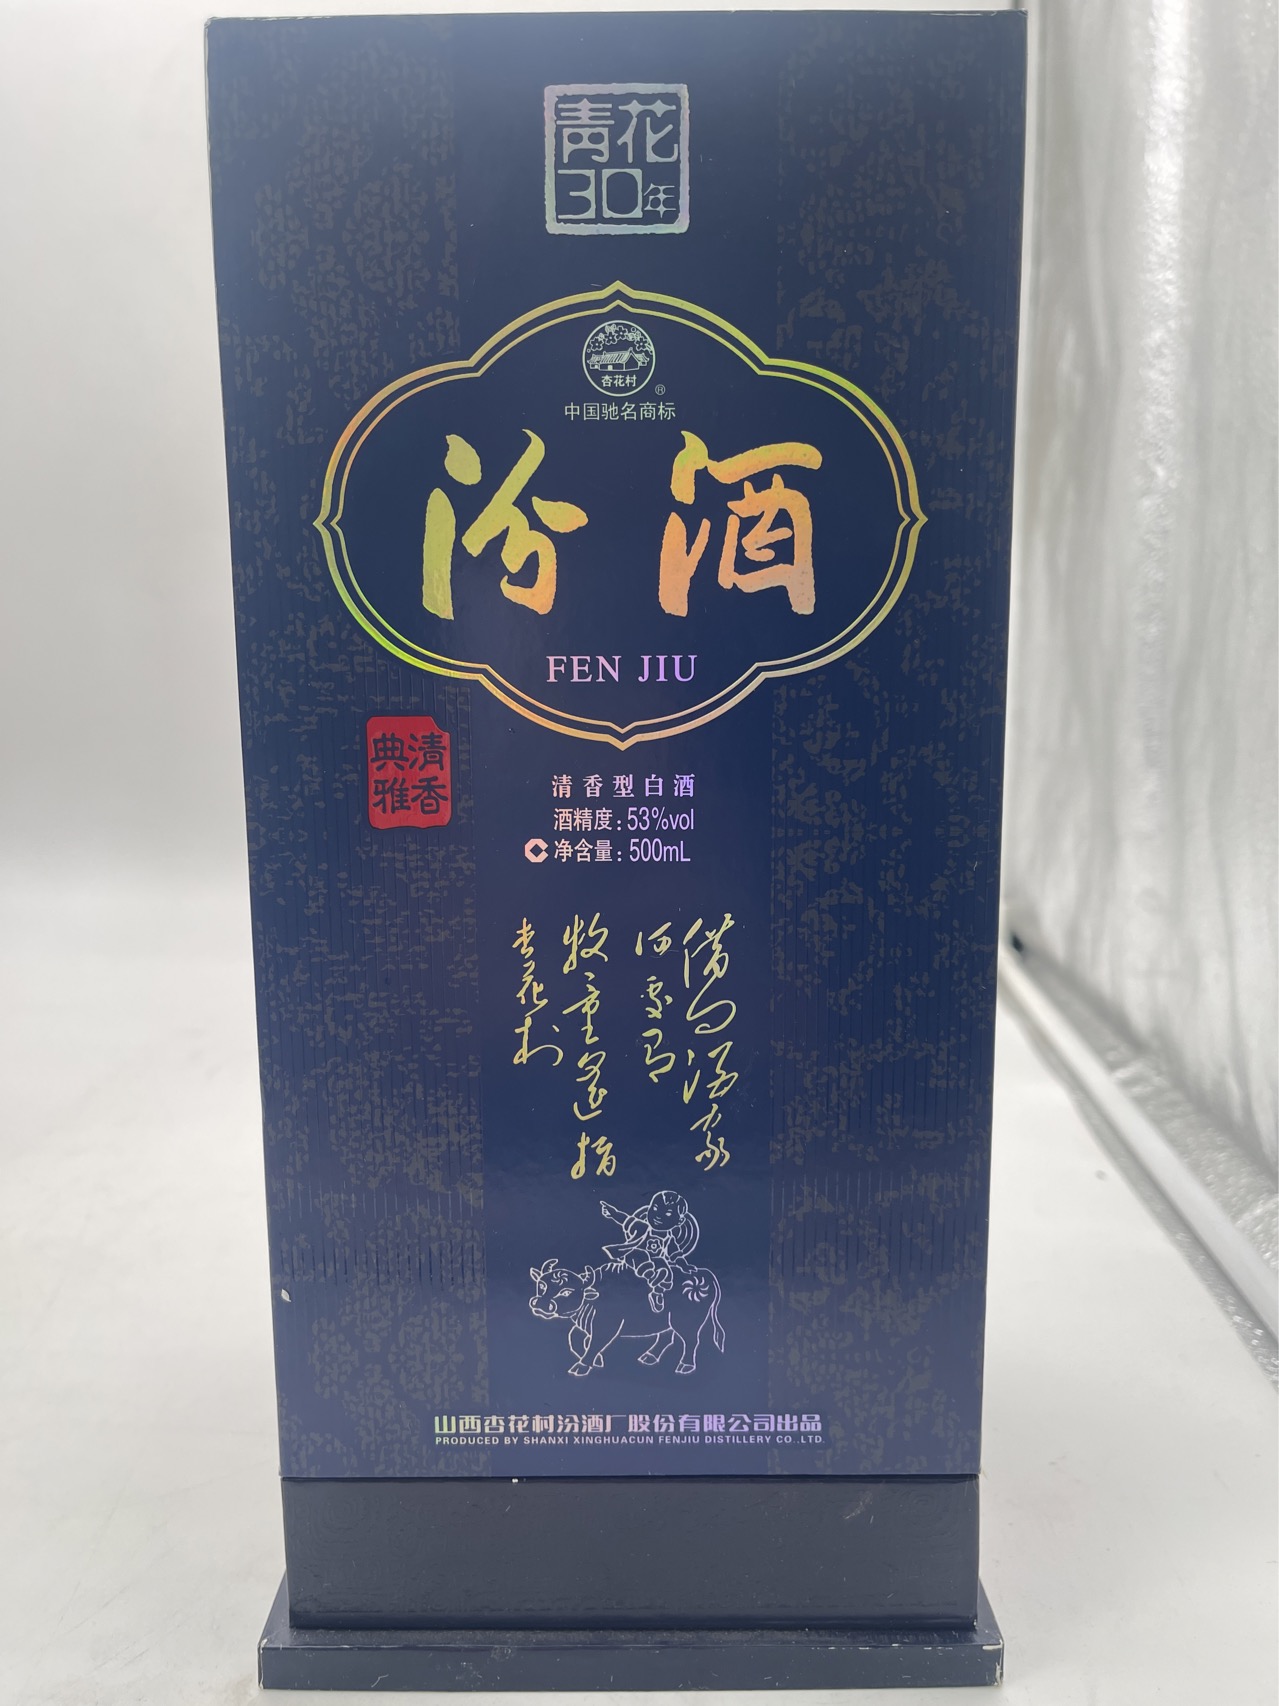 青花
30年
杏花村
®
中国驰名商标
汾酒
FEN JIU
清香
典雅
清香型白酒
酒精度:53%vol
净含量:500mL
借问酒家
何处有
牧童遥指
杏花村
山西杏花村汾酒厂股份有限公司出品
PRODUCED BY SHANXI XINGHUACUN FENJIU DISTILLERY CO.,LTD.